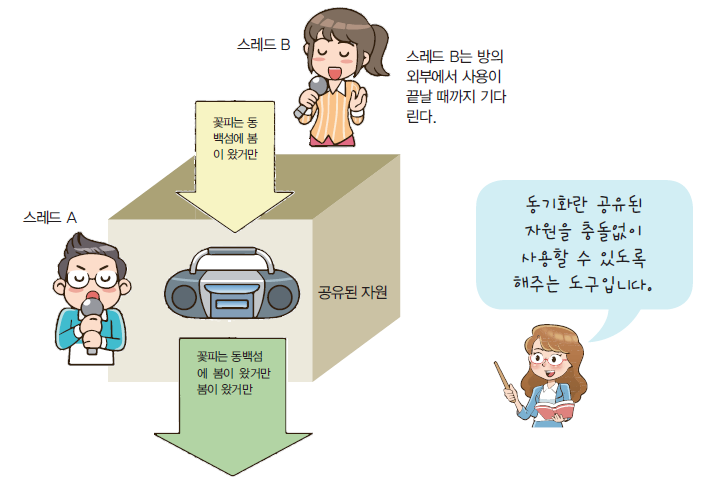 스레드 B
스레드 B는 방의
외부에서 사용이
끝날 때까지 기다
린다.
꽃피는 동
백섬에 봄
이 왔거만
스레드 A
공유된 자원
꽃피는 동백섬
에 봄이 왔거만
봄이 왔거만
동기화란 공유된
자원을 충돌없이
사용할 수 있도록
해주는 도구입니다.